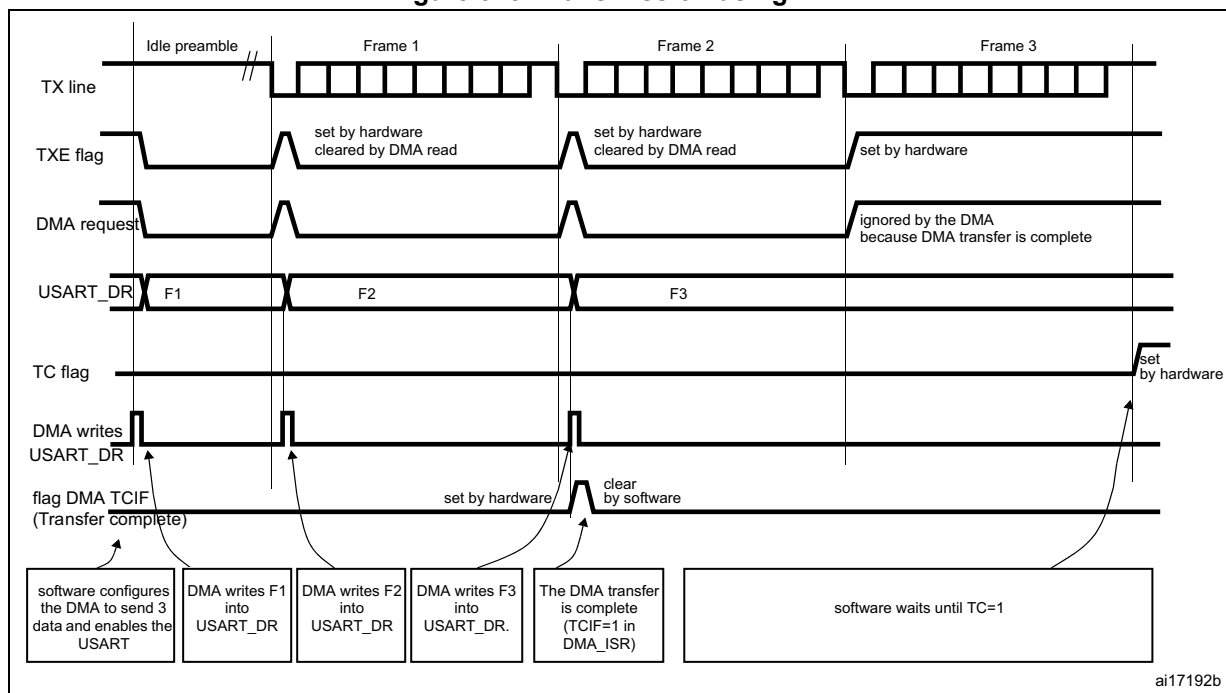 Idle preamble
Frame 1
Frame 2
Frame 3
TX line
TXE flag
set by hardware
cleared by DMA read
set by hardware
cleared by DMA read
set by hardware
DMA request
ignored by the DMA
because DMA transfer is complete
USART_DR
F1
F2
F3
TC flag
set
by hardware
DMA writes
USART_DR
flag DMA TCIF
(Transfer complete)
set by hardware
clear
by software
software configures
the DMA to send 3
data and enables the
USART
DMA writes F1
into
USART_DR
DMA writes F2
into
USART_DR
DMA writes F3
into
USART_DR.
The DMA transfer
is complete
(TCIF=1 in
DMA_ISR)
software waits until TC=1
ai17192b